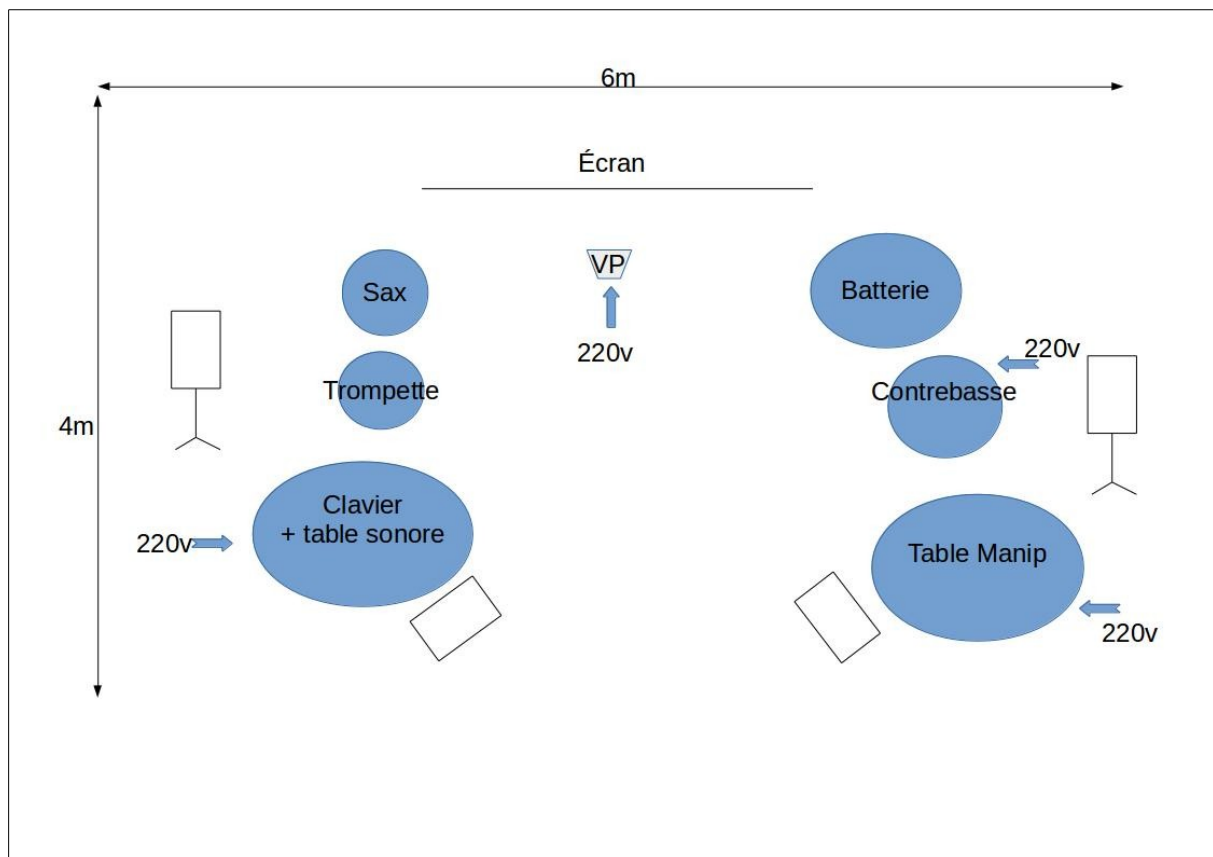 6m
Écran
VP
Sax
Batterie
220v
220v
Trompette
Contrebasse
4m
Clavier
+ table sonore
220v
Table Manip
220v